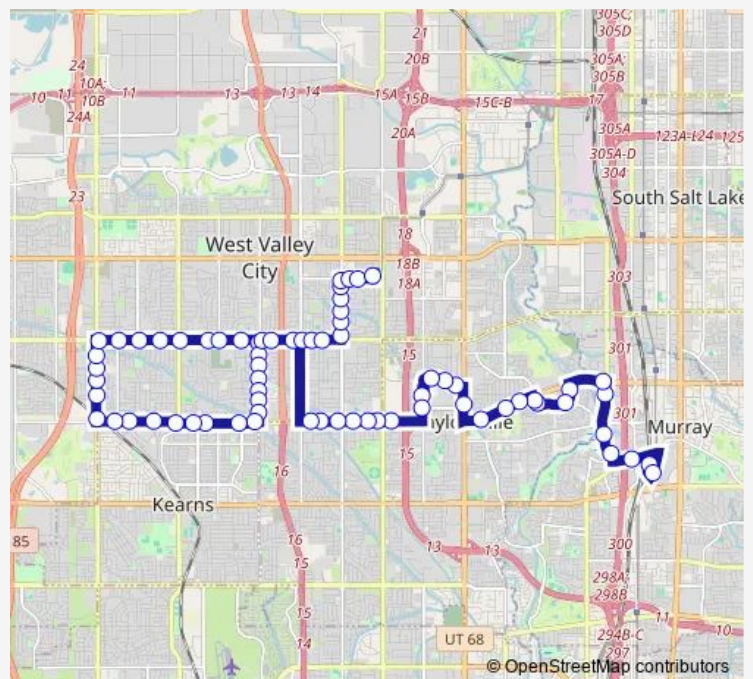 305C;
305D
21
24
20B
305A;
305B
10A;
10
11
10B
11
13
13
14
15A
15B
15C-B
17
24A
20A
305A
123A-124
125
305A-D
304
23
South Salt Lake
18
West Valley
City
18B
18A
303
15
301
301
Murray
15
16
Kearns
85
16
13
13
300
15
298A;
298B
11
10
14
UT 68
294B-C
297
© OpenStreetMap contributors